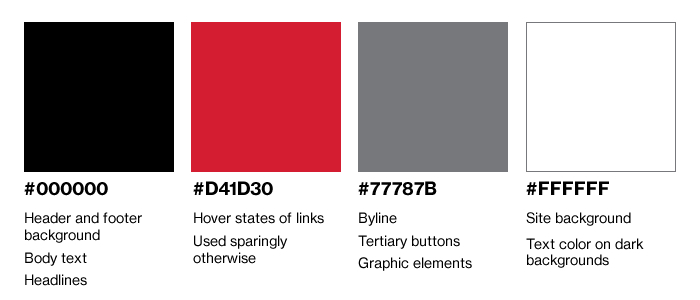 #000000
Header and footer
background
Body text
Headlines
#D41D30
Hover states of links
Used sparingly
otherwise
#77787B
Byline
Tertiary buttons
Graphic elements
#FFFFFF
Site background
Text color on dark
backgrounds